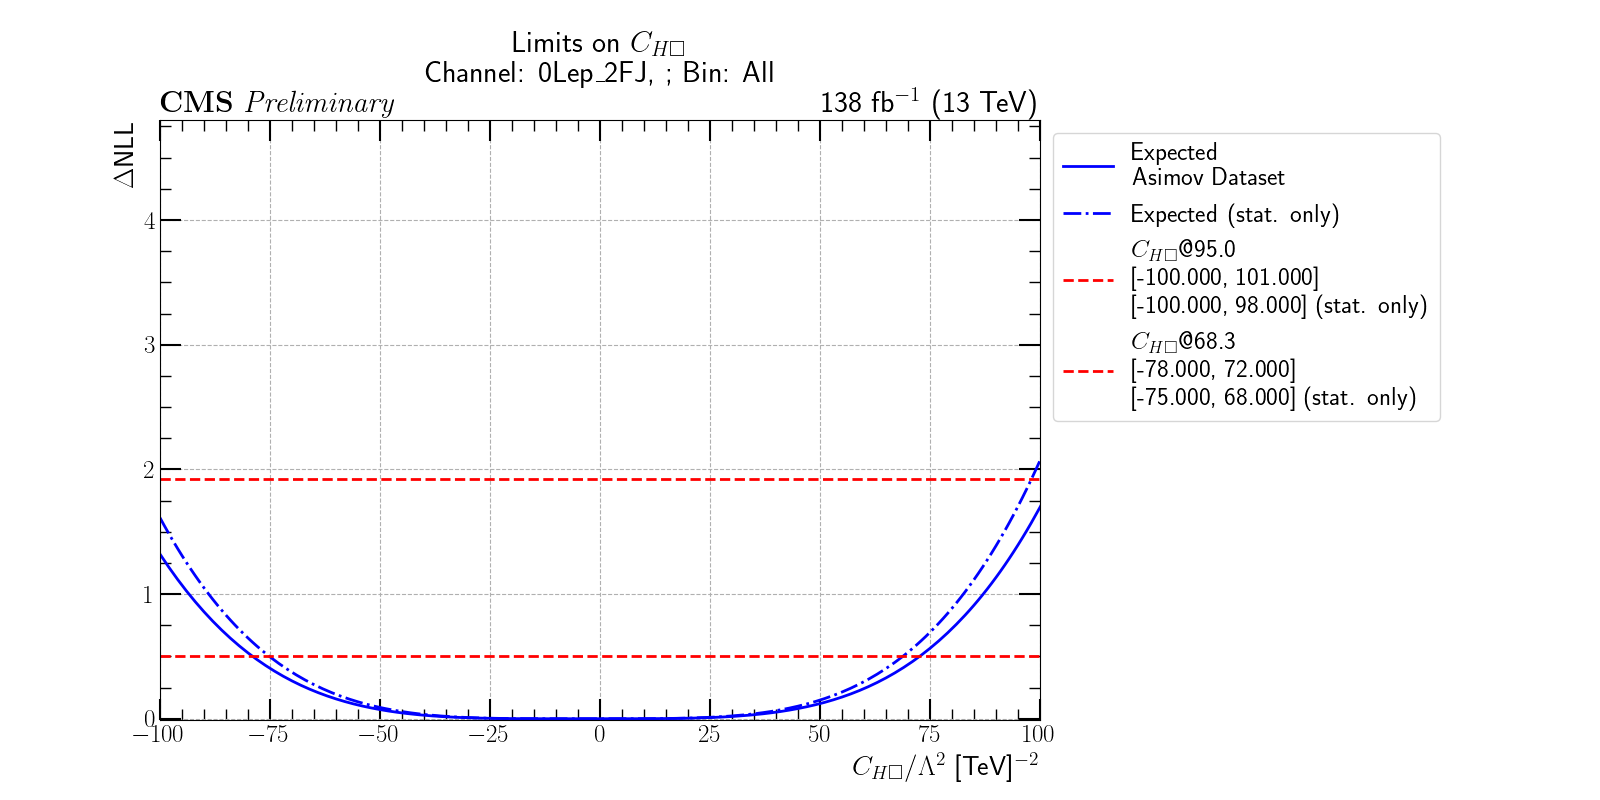 Limits on C_{H□}
Channel: 0Lep_2FJ, ; Bin: All
CMS Preliminary
138 fb⁻¹ (13 TeV)
ΔNLL
4
3
2
1
0
−100 −75 −50 −25 0 25 50 75 100
C_{H□}/Λ² [TeV]⁻²
Expected
Asimov Dataset
Expected (stat. only)
C_{H□}@95.0
[-100.000, 101.000]
[-100.000, 98.000] (stat. only)
C_{H□}@68.3
[-78.000, 72.000]
[-75.000, 68.000] (stat. only)